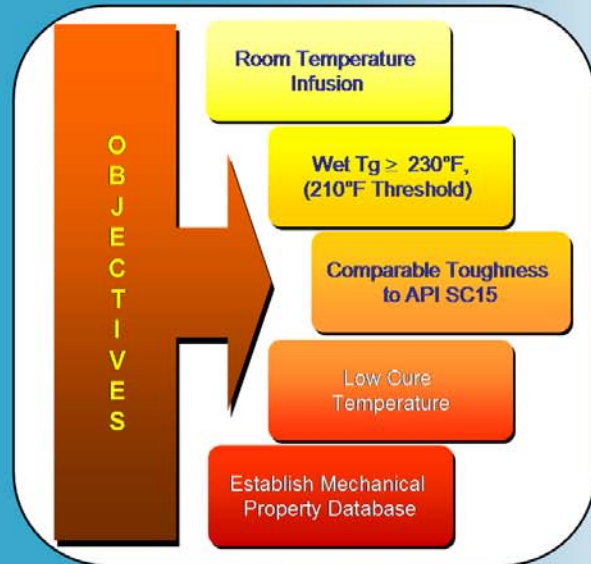 OBJECTIVES
Room Temperature
Infusion
Wet Tg ≥ 230°F,
(210°F Threshold)
Comparable Toughness
to API SC15
Low Cure
Temperature
Establish Mechanical
Property Database